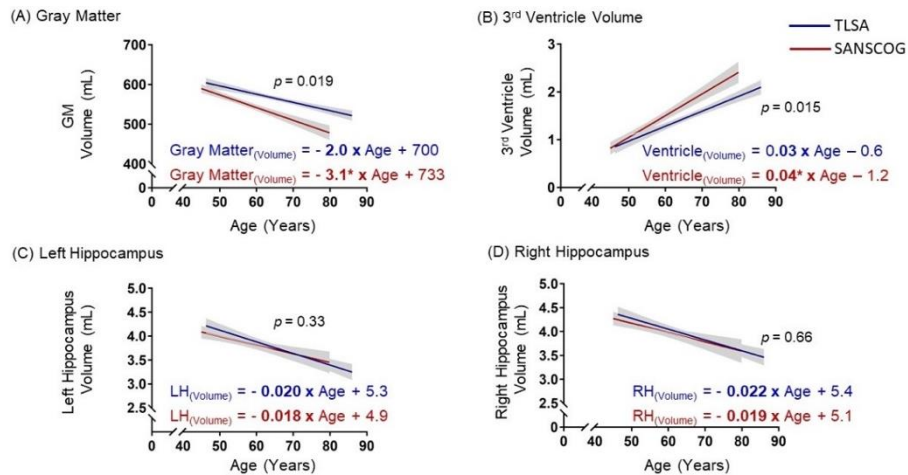 (A) Gray Matter
GM
Volume (mL)
700
600
500
400
0
p = 0.019
Gray Matter(Volume) = - 2.0 x Age + 700
Gray Matter(Volume) = - 3.1* x Age + 733
0 40 50 60 70 80 90
Age (Years)
(B) 3rd Ventricle Volume
TLSA
SANSCOG
3rd Ventricle
Volume (mL)
3
2
1
0
p = 0.015
Ventricle(Volume) = 0.03 x Age – 0.6
Ventricle(Volume) = 0.04* x Age – 1.2
0 40 50 60 70 80 90
Age (Years)
(C) Left Hippocampus
Left Hippocampus
Volume (mL)
5.0
4.5
4.0
3.5
3.0
2.5
0
p = 0.33
LH(Volume) = - 0.020 x Age + 5.3
LH(Volume) = - 0.018 x Age + 4.9
0 40 50 60 70 80 90
Age (Years)
(D) Right Hippocampus
Right Hippocampus
Volume (mL)
5.0
4.5
4.0
3.5
3.0
2.5
0
p = 0.66
RH(Volume) = - 0.022 x Age + 5.4
RH(Volume) = - 0.019 x Age + 5.1
0 40 50 60 70 80 90
Age (Years)